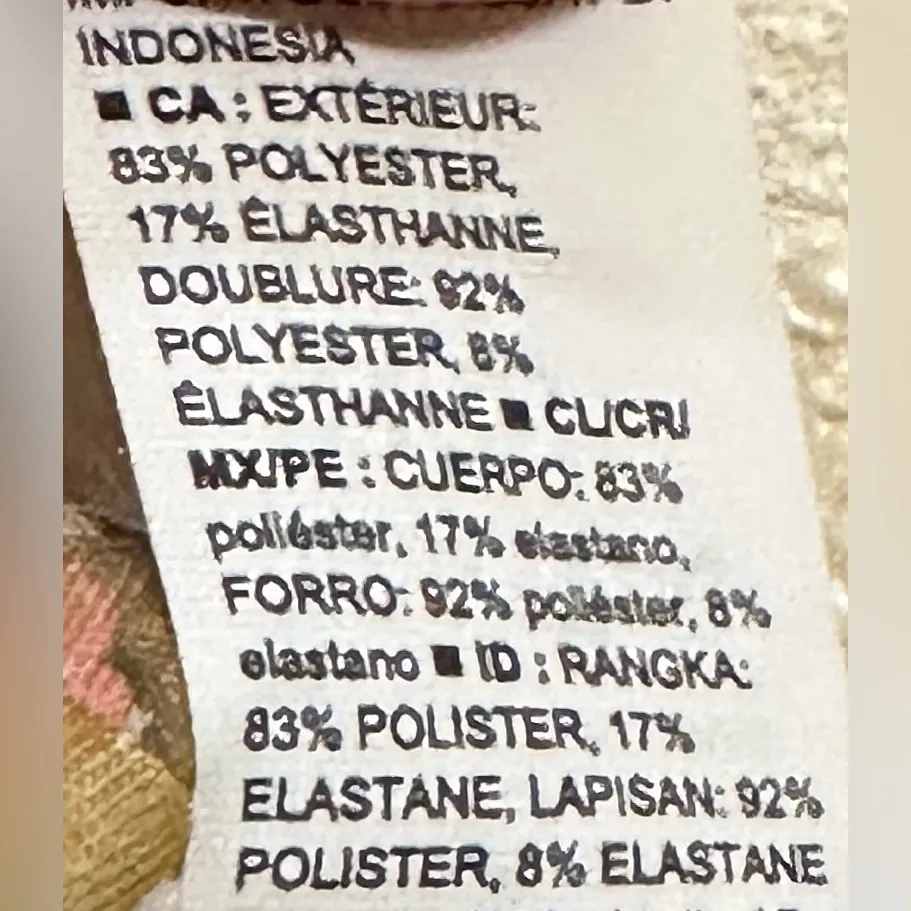 INDONESIA
■ CA : EXTÉRIEUR:
83% POLYESTER,
17% ÉLASTHANNE,
DOUBLURE: 92%
POLYESTER, 8%
ÉLASTHANNE ■ CL/CR/
MX/PE : CUERPO: 83%
poliéster, 17% elastano,
FORRO: 92% poliéster, 8%
elastano ■ ID : RANGKA:
83% POLISTER, 17%
ELASTANE, LAPISAN: 92%
POLISTER, 8% ELASTANE